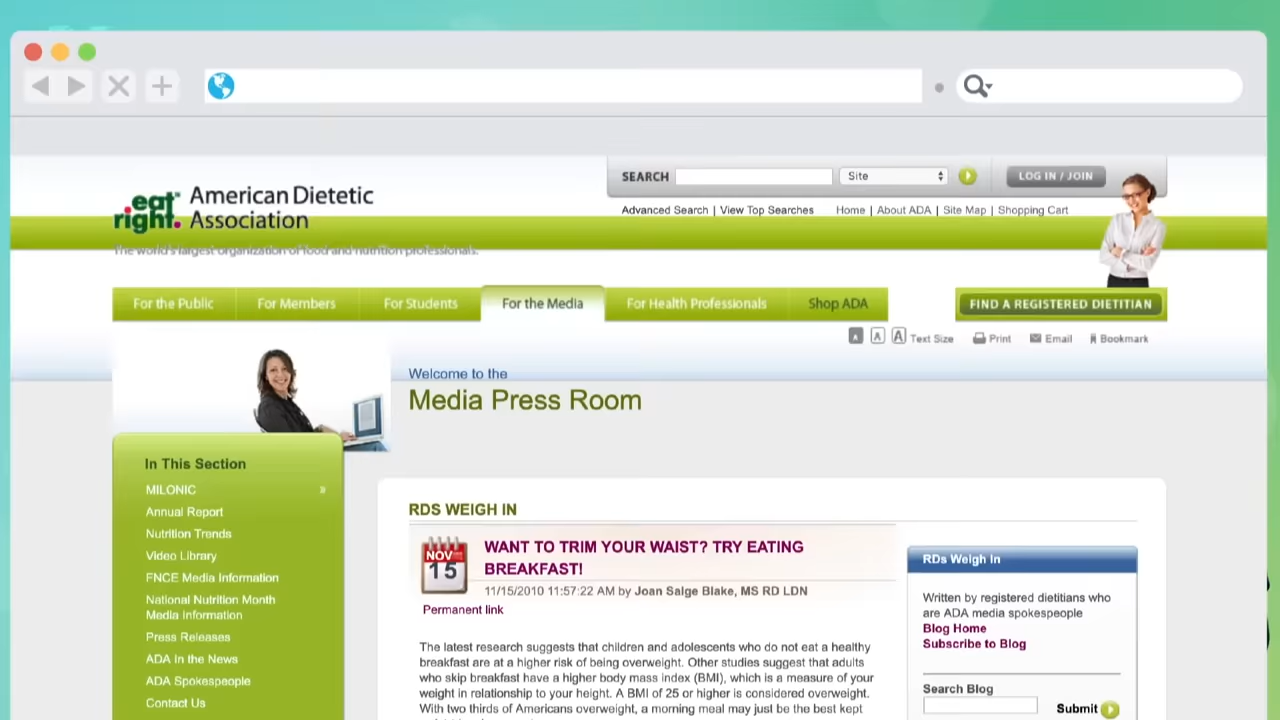 SEARCH
Site
LOG IN / JOIN
eat right. American Dietetic Association
Advanced Search | View Top Searches
Home | About ADA | Site Map | Shopping Cart
The world's largest organization of food and nutrition professionals.
For the Public
For Members
For Students
For the Media
For Health Professionals
Shop ADA
FIND A REGISTERED DIETITIAN
A A A Text Size
Print
Email
Bookmark
Welcome to the
Media Press Room
In This Section
MILONIC »
Annual Report
Nutrition Trends
Video Library
FNCE Media Information
National Nutrition Month
Media Information
Press Releases
ADA In the News
ADA Spokespeople
Contact Us
RDS WEIGH IN
NOV
15
WANT TO TRIM YOUR WAIST? TRY EATING
BREAKFAST!
11/15/2010 11:57:22 AM by Joan Salge Blake, MS RD LDN
Permanent link
The latest research suggests that children and adolescents who do not eat a healthy
breakfast are at a higher risk of being overweight. Other studies suggest that adults
who skip breakfast have a higher body mass index (BMI), which is a measure of your
weight in relationship to your height. A BMI of 25 or higher is considered overweight.
With two thirds of Americans overweight, a morning meal may just be the best kept
RDs Weigh In
Written by registered dietitians who
are ADA media spokespeople
Blog Home
Subscribe to Blog
Search Blog
Submit